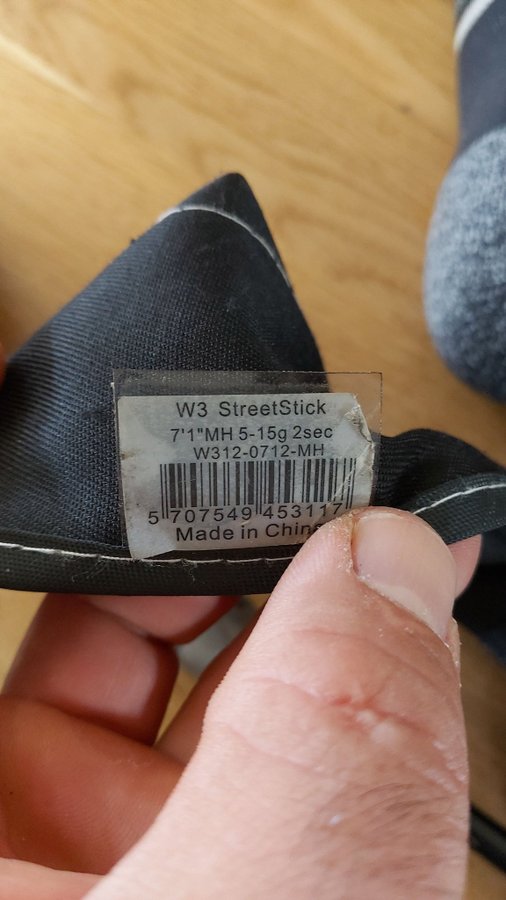 W3 StreetStick
7'1"MH 5-15g 2sec
W312-0712-MH
5 707549 453117
Made in China